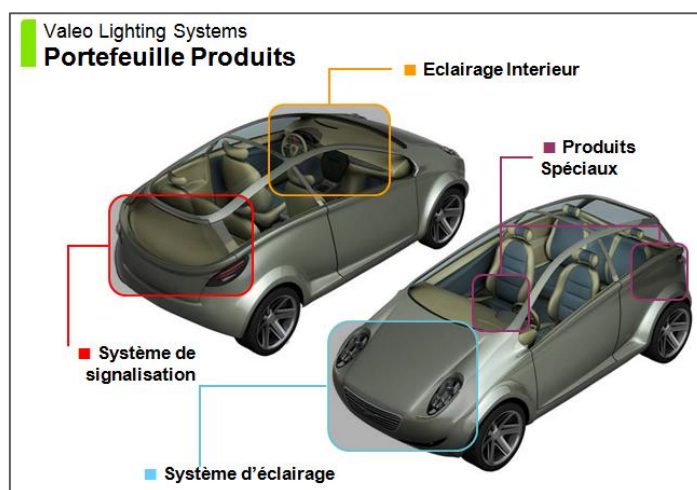 Valeo Lighting Systems
Portefeuille Produits
Eclairage Interieur
Produits
Spéciaux
Système de
signalisation
Système d'éclairage